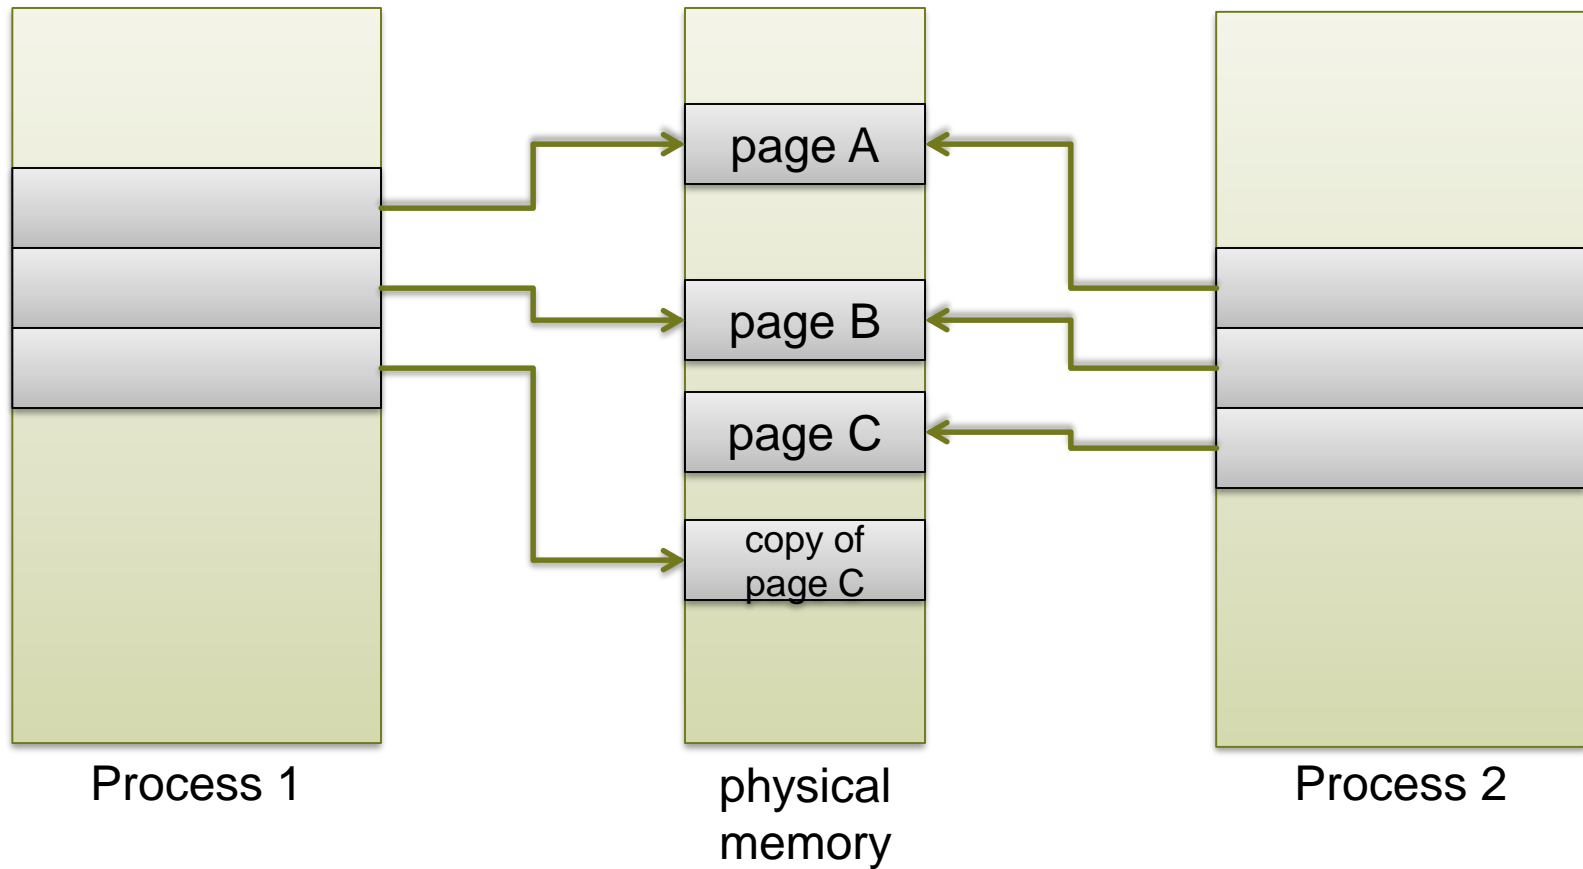 page A
page B
page C
copy of
page C
Process 1
physical
memory
Process 2